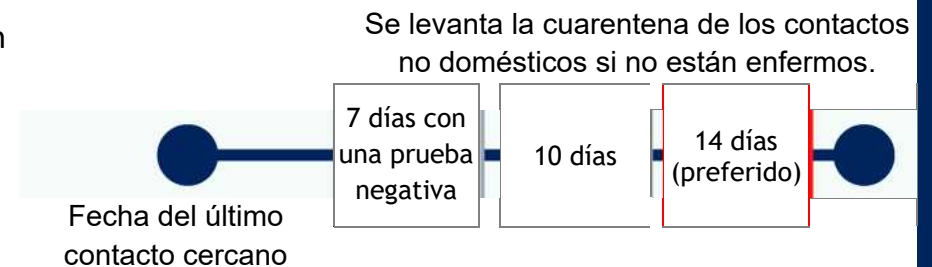 n
Se levanta la cuarentena de los contactos
no domésticos si no están enfermos.
7 días con
una prueba
negativa
10 días
14 días
(preferido)
Fecha del último
contacto cercano